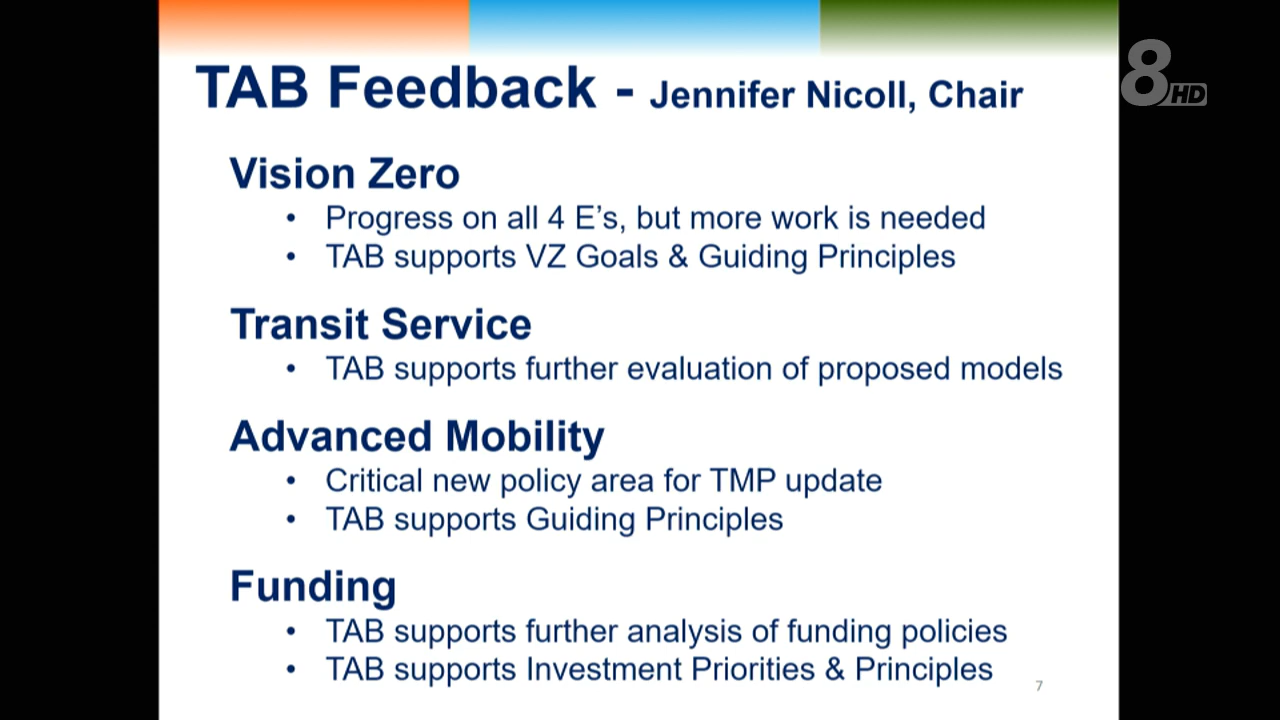 TAB Feedback - Jennifer Nicoll, Chair
8HD
Vision Zero
• Progress on all 4 E’s, but more work is needed
• TAB supports VZ Goals & Guiding Principles
Transit Service
• TAB supports further evaluation of proposed models
Advanced Mobility
• Critical new policy area for TMP update
• TAB supports Guiding Principles
Funding
• TAB supports further analysis of funding policies
• TAB supports Investment Priorities & Principles
7